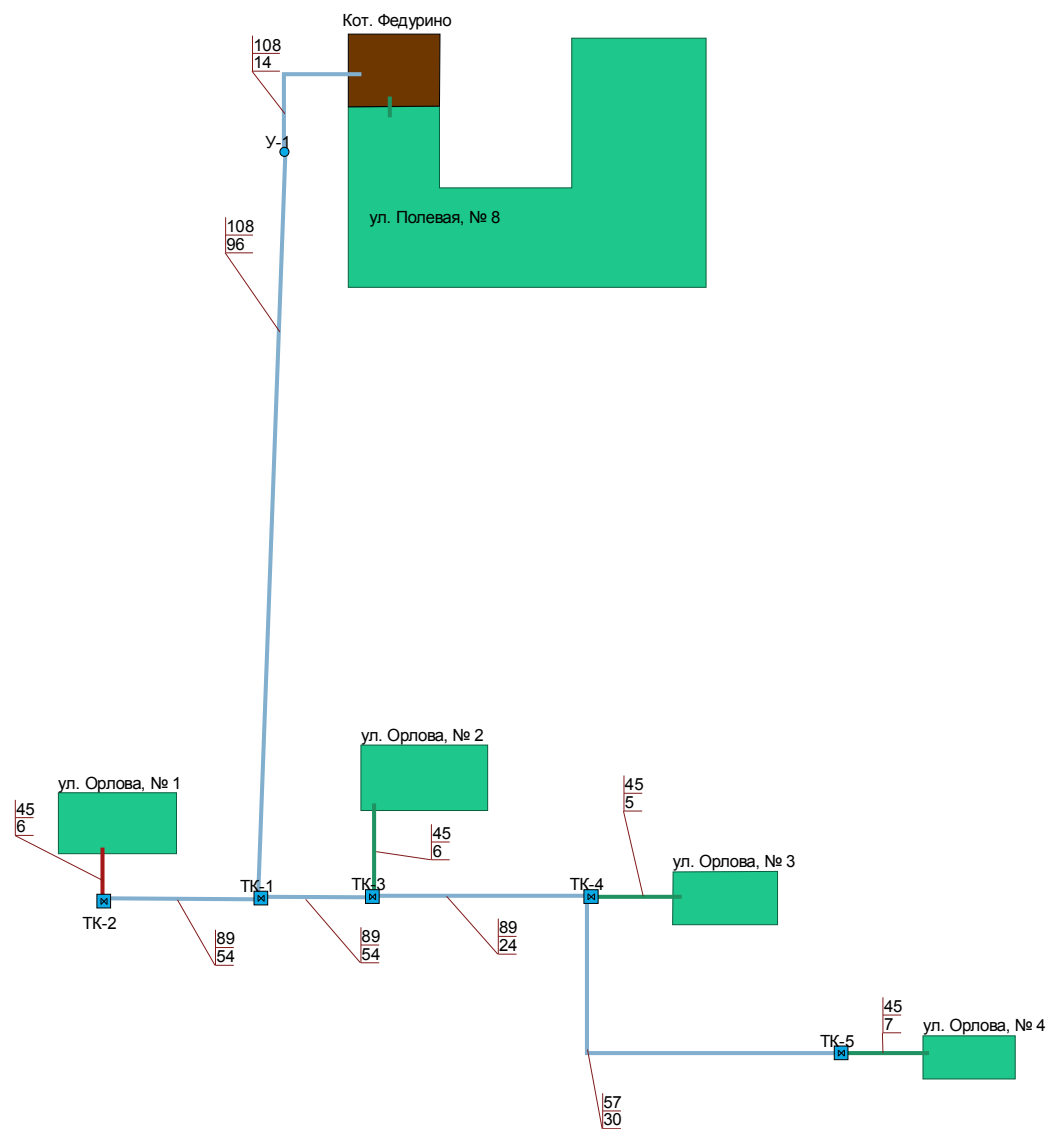 Кот. Федурино
108
14
У-1
ул. Полевая, № 8
108
96
ул. Орлова, № 2
ул. Орлова, № 1
45
5
45
6
45
6
ул. Орлова, № 3
ТК-1
ТК-3
ТК-4
ТК-2
89
54
89
54
89
24
45
7
ул. Орлова, № 4
ТК-5
57
30